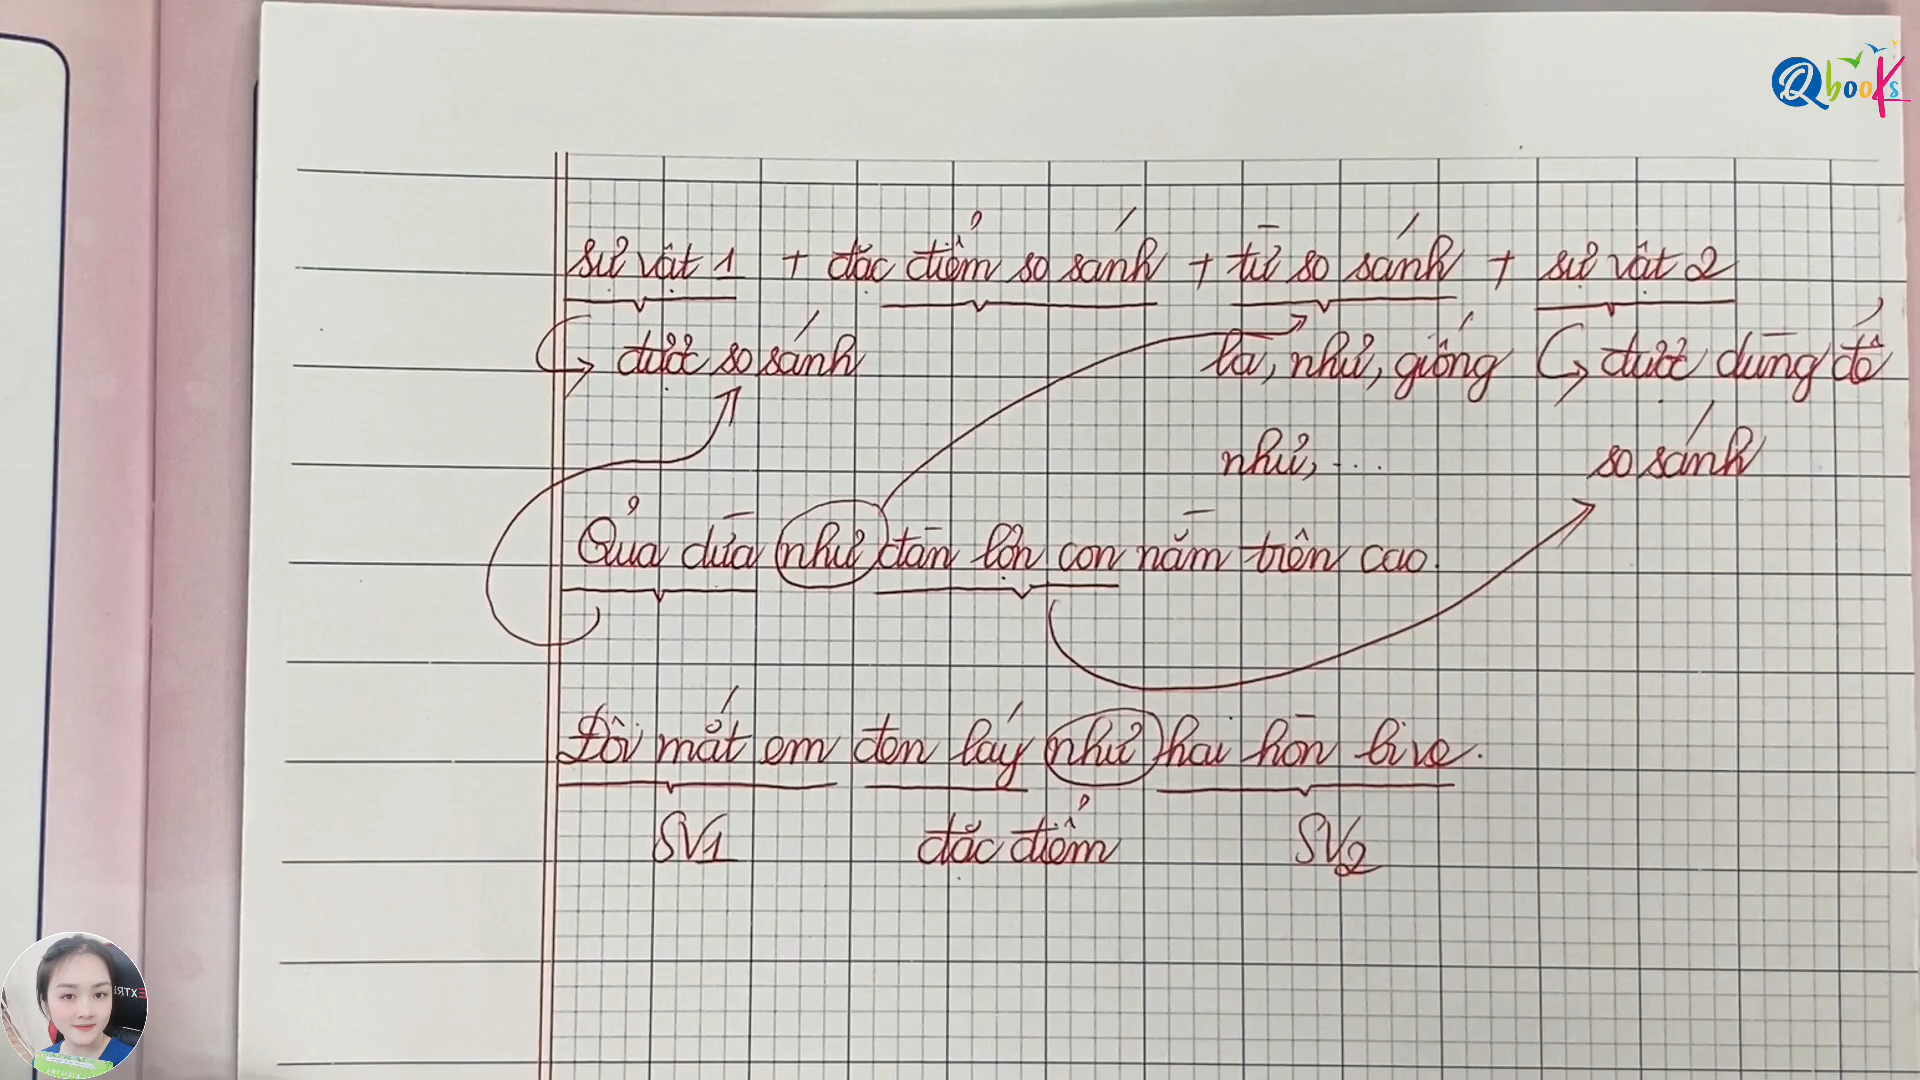 Qbooks
sự vật 1 + đặc điểm so sánh + từ so sánh + sự vật 2
được so sánh là, như, giống được dùng để
như, ... so sánh
Quả dừa như đàn lợn con nằm trên cao.
Đôi mắt em đen láy như hai hòn bi ve.
SV1 đặc điểm SV2